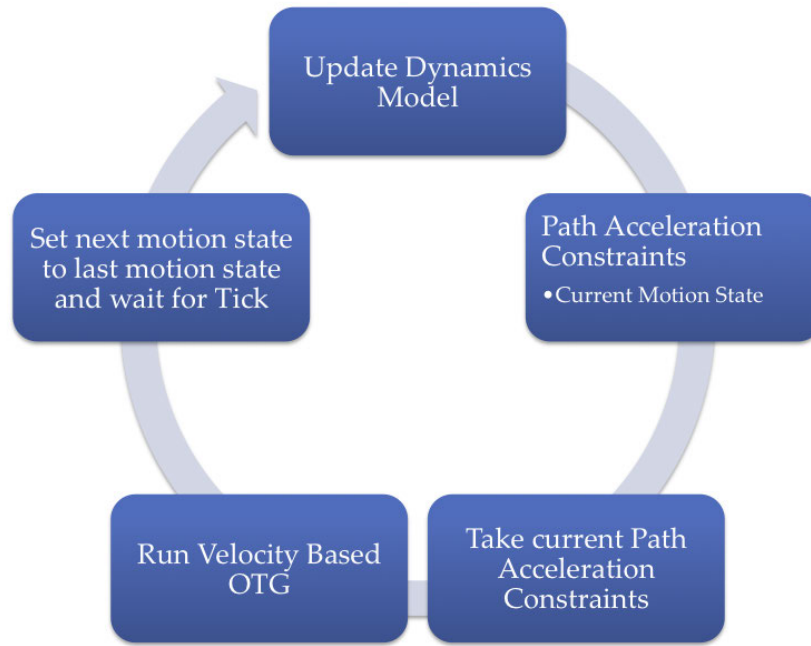 Update Dynamics
Model
Path Acceleration
Constraints
•Current Motion State
Take current Path
Acceleration
Constraints
Run Velocity Based
OTG
Set next motion state
to last motion state
and wait for Tick